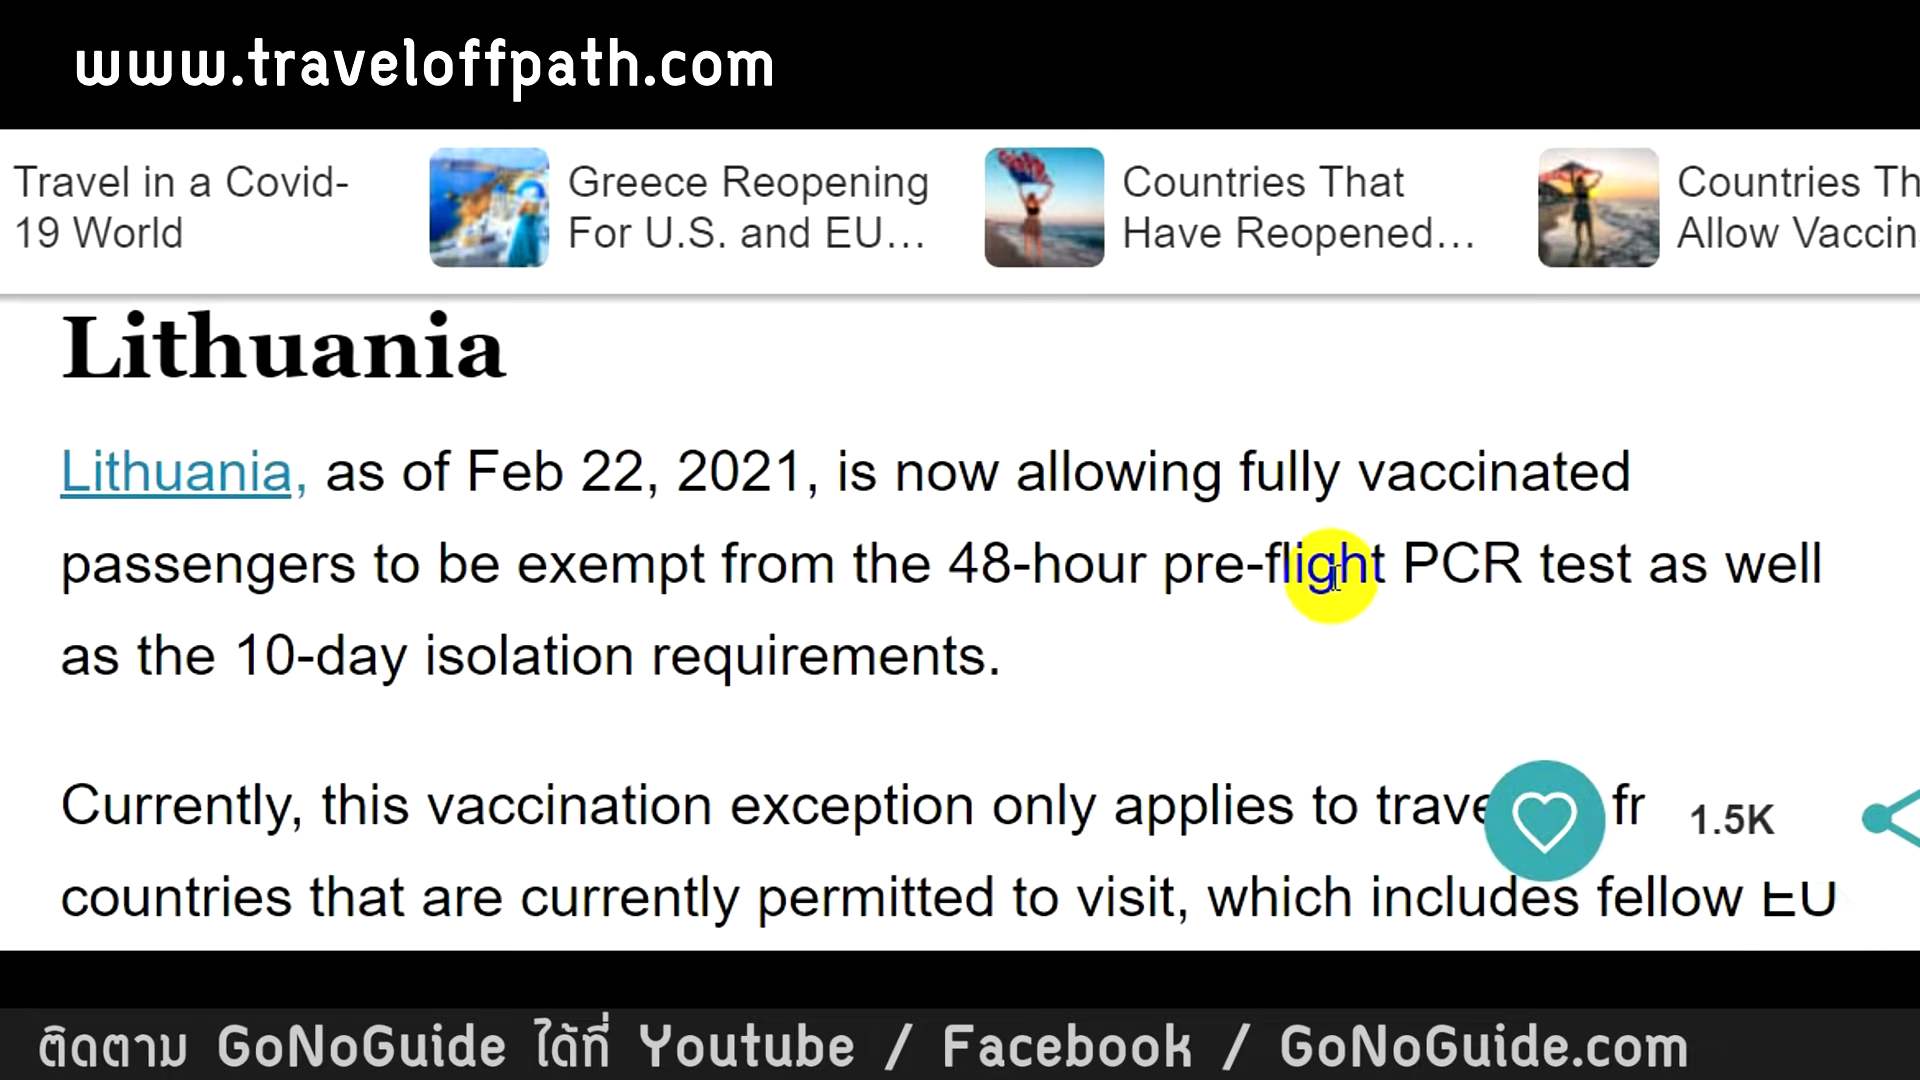 www.traveloffpath.com
Travel in a Covid-
19 World
Greece Reopening
For U.S. and EU...
Countries That
Have Reopened...
Countries Th
Allow Vaccin
Lithuania
Lithuania, as of Feb 22, 2021, is now allowing fully vaccinated
passengers to be exempt from the 48-hour pre-flight PCR test as well
as the 10-day isolation requirements.
Currently, this vaccination exception only applies to trave fr
1.5K
countries that are currently permitted to visit, which includes fellow EU
ติดตาม GoNoGuide ได้ที่ Youtube / Facebook / GoNoGuide.com